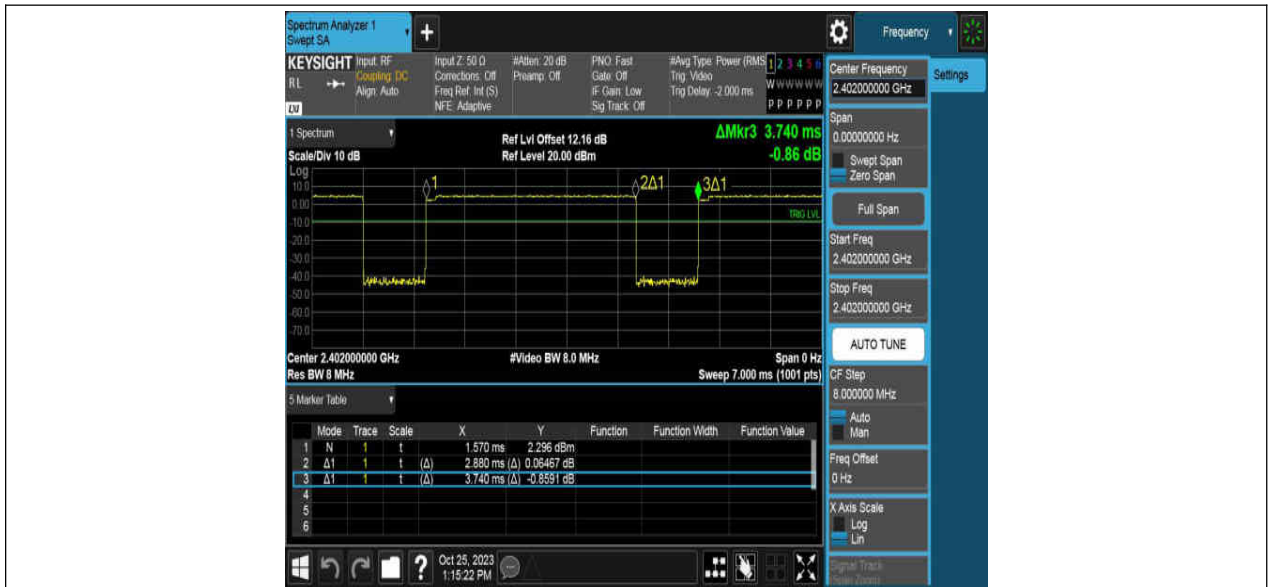 Spectrum Analyzer 1
Swept SA
+
Frequency
KEYSIGHT
RL
LXI
Input: RF
Coupling: DC
Align: Auto
Input Z: 50 Ω
Corrections: Off
Freq Ref: Int (S)
NFE: Adaptive
#Atten: 20 dB
Preamp: Off
PNO: Fast
Gate: Off
IF Gain: Low
Sig Track: Off
#Avg Type: Power (RMS
Trig: Video
Trig Delay: -2.000 ms
1 2 3 4 5 6
W W W W W W
P P P P P P
Center Frequency
2.402000000 GHz
Settings
1 Spectrum
Scale/Div 10 dB
Ref Lvl Offset 12.16 dB
Ref Level 20.00 dBm
ΔMkr3 3.740 ms
-0.86 dB
Log
10.0
0.00
-10.0
-20.0
-30.0
-40.0
-50.0
-60.0
-70.0
1
2Δ1
3Δ1
TRIG LVL
Center 2.402000000 GHz
Res BW 8 MHz
#Video BW 8.0 MHz
Span 0 Hz
Sweep 7.000 ms (1001 pts)
Span
0.00000000 Hz
Swept Span
Zero Span
Full Span
Start Freq
2.402000000 GHz
Stop Freq
2.402000000 GHz
AUTO TUNE
CF Step
8.000000 MHz
Auto
Man
Freq Offset
0 Hz
X Axis Scale
Log
Lin
Signal Track
(Span Zoom)
5 Marker Table
Mode Trace Scale X Y Function Function Width Function Value
1 N 1 t 1.570 ms 2.296 dBm
2 Δ1 1 t (Δ) 2.880 ms (Δ) 0.06467 dB
3 Δ1 1 t (Δ) 3.740 ms (Δ) -0.8591 dB
4
5
6
?
Oct 25, 2023
1:15:22 PM